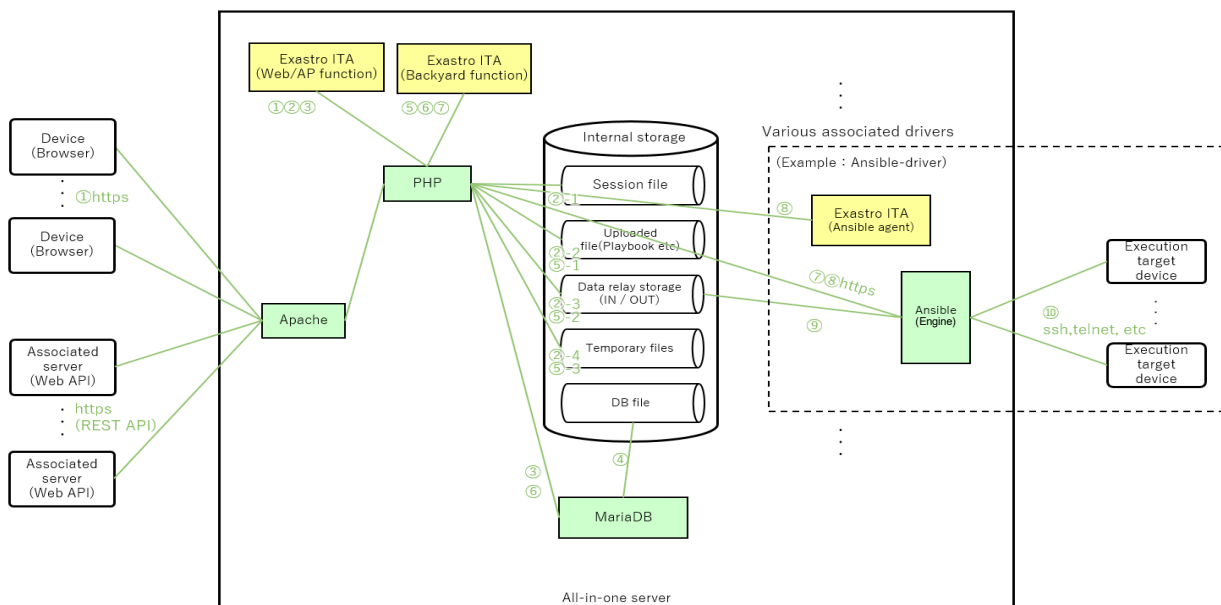 Exastro ITA
(Web/AP function)
Exastro ITA
(Backyard function)
①②③
⑤⑥⑦
Device
(Browser)
①https
Device
(Browser)
Associated
server
(Web API)
https
(REST API)
Associated
server
(Web API)
Apache
PHP
Internal storage
Session file
②-1
Uploaded
file(Playbook etc)
②-2
⑤-1
Data relay storage
(IN / OUT)
②-3
⑤-2
Temporary files
②-4
⑤-3
DB file
④
③
⑥
MariaDB
Various associated drivers
(Example：Ansible-driver)
⑧
Exastro ITA
(Ansible agent)
⑦⑧https
⑨
Ansible
(Engine)
⑩
ssh,telnet, etc
Execution
target
device
Execution
target
device
All-in-one server